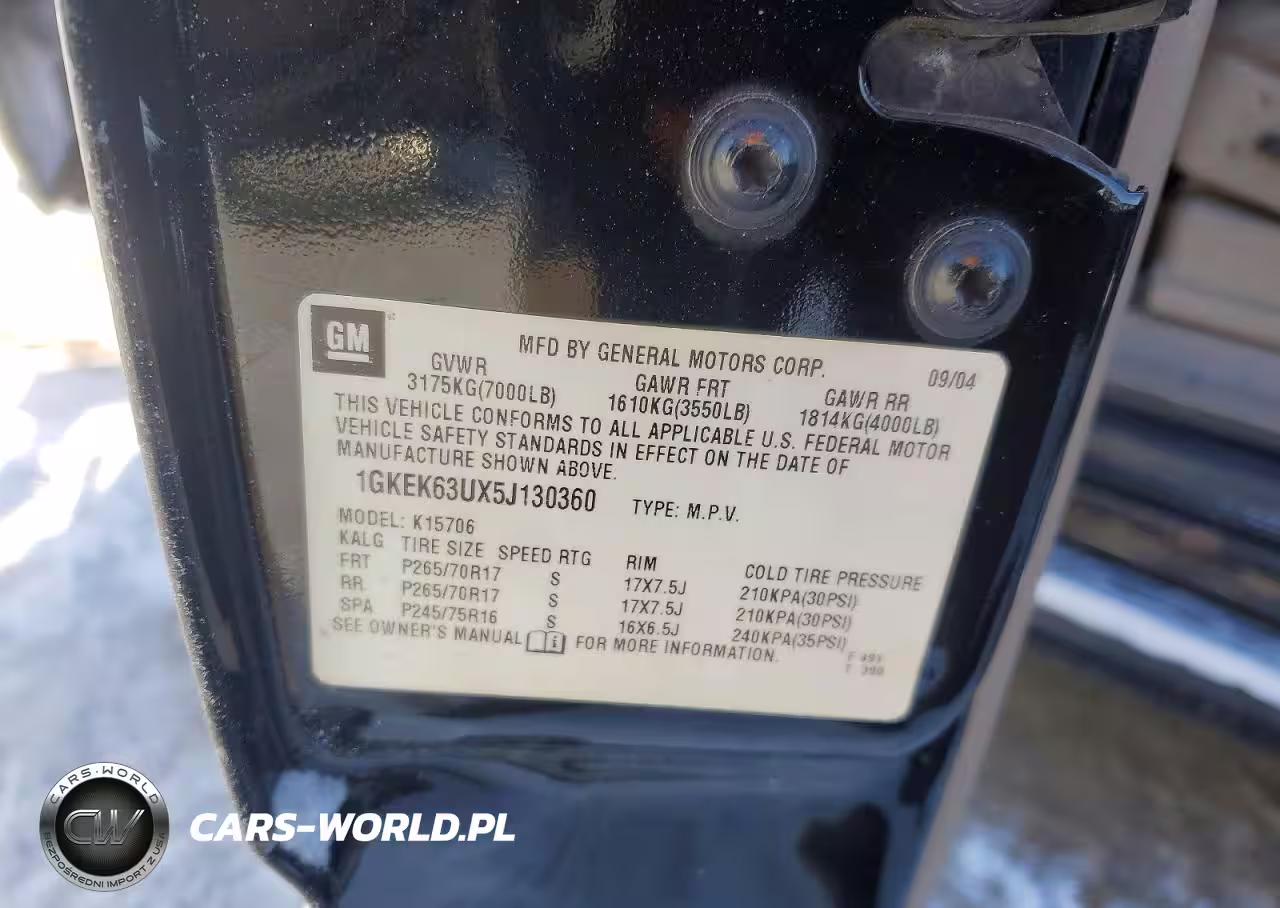 GM
MFD BY GENERAL MOTORS CORP. 09/04
GVWR GAWR FRT GAWR RR
3175KG(7000LB) 1610KG(3550LB) 1814KG(4000LB)
THIS VEHICLE CONFORMS TO ALL APPLICABLE U.S. FEDERAL MOTOR
VEHICLE SAFETY STANDARDS IN EFFECT ON THE DATE OF
MANUFACTURE SHOWN ABOVE.
1GKEK63UX5J130360 TYPE: M.P.V.
MODEL: K15706
KALG TIRE SIZE SPEED RTG RIM COLD TIRE PRESSURE
FRT P265/70R17 S 17X7.5J 210KPA(30PSI)
RR. P265/70R17 S 17X7.5J 210KPA(30PSI)
SPA P245/75R16 S 16X6.5J 240KPA(35PSI)
SEE OWNER'S MANUAL FOR MORE INFORMATION.
CARS-WORLD
CW
BEZPOŚREDNI IMPORT Z USA
CARS-WORLD.PL